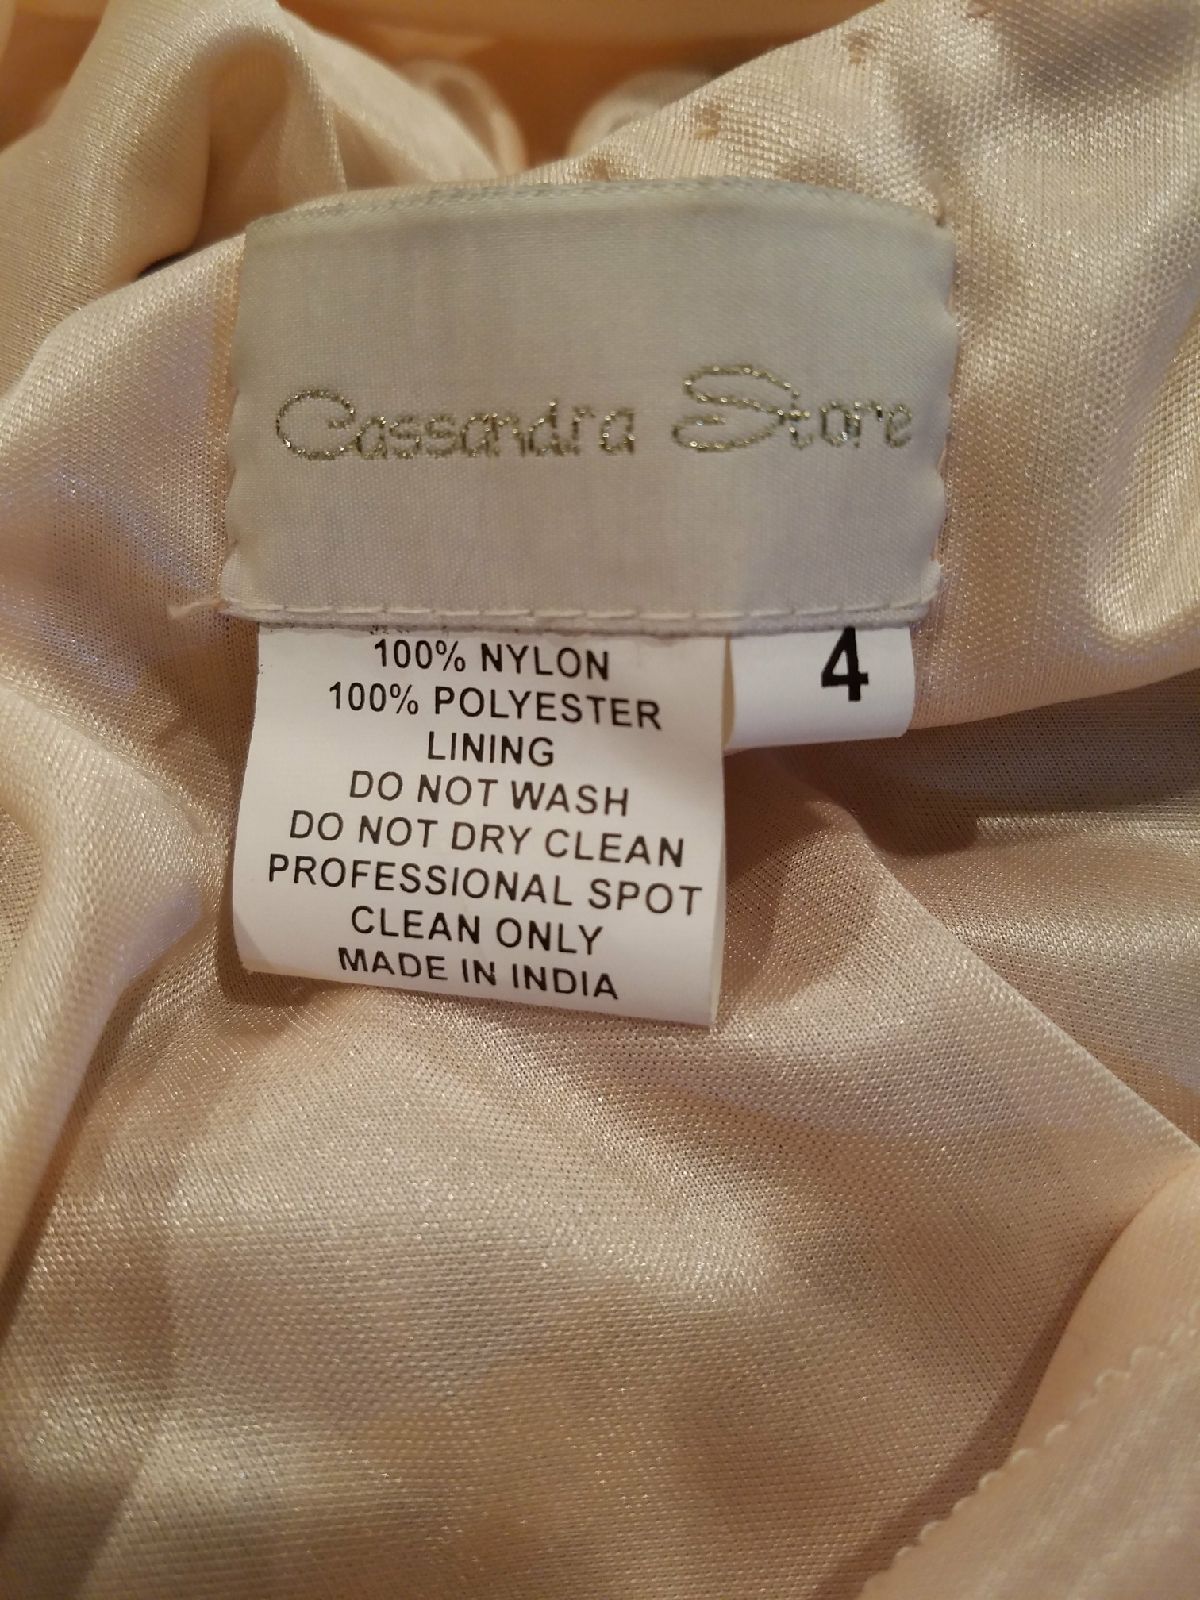 Cassandra Stone
4
100% NYLON
100% POLYESTER
LINING
DO NOT WASH
DO NOT DRY CLEAN
PROFESSIONAL SPOT
CLEAN ONLY
MADE IN INDIA